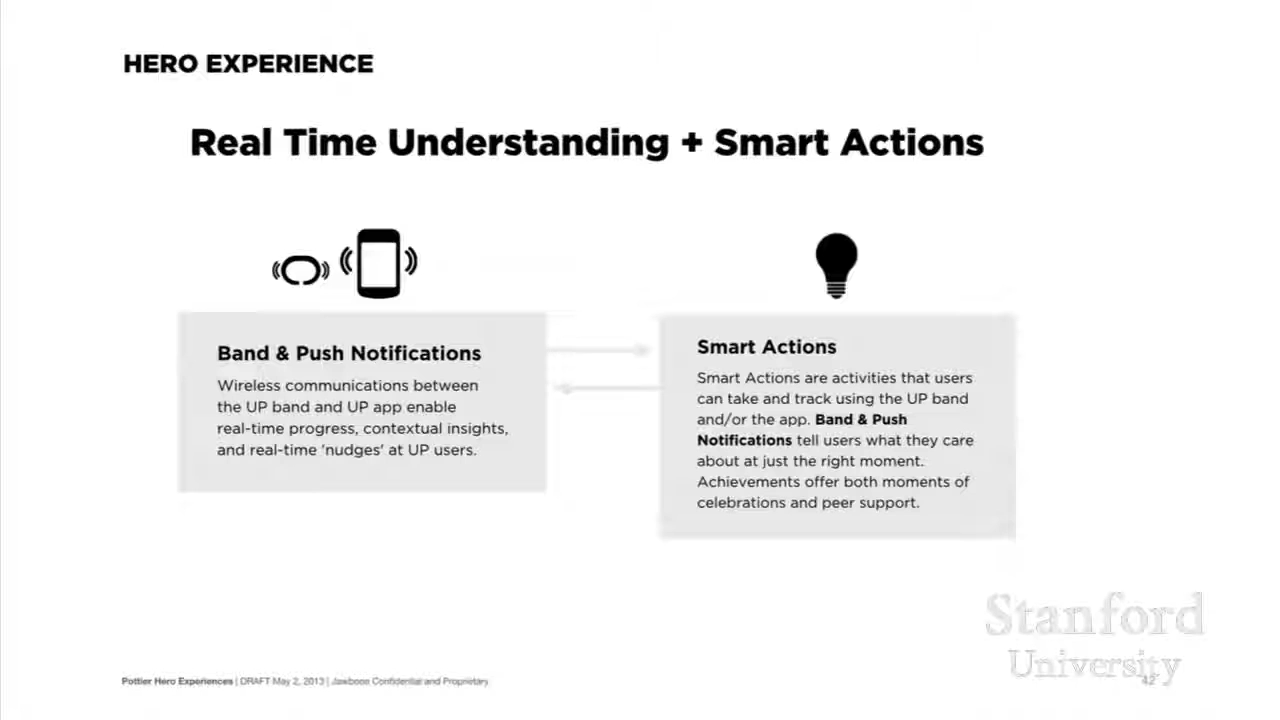 HERO EXPERIENCE
Real Time Understanding + Smart Actions
Band & Push Notifications
Wireless communications between
the UP band and UP app enable
real-time progress, contextual insights,
and real-time 'nudges' at UP users.
Smart Actions
Smart Actions are activities that users
can take and track using the UP band
and/or the app. Band & Push
Notifications tell users what they care
about at just the right moment.
Achievements offer both moments of
celebrations and peer support.
Stanford
University
Pottier Hero Experiences | DRAFT May 2, 2013 | Jawbone Confidential and Proprietary
42